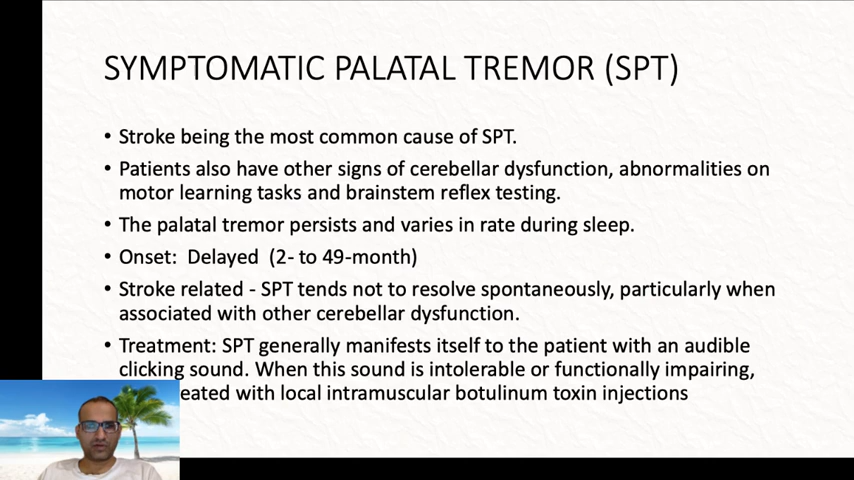 SYMPTOMATIC PALATAL TREMOR (SPT)
• Stroke being the most common cause of SPT.
• Patients also have other signs of cerebellar dysfunction, abnormalities on
motor learning tasks and brainstem reflex testing.
• The palatal tremor persists and varies in rate during sleep.
• Onset: Delayed (2- to 49-month)
• Stroke related - SPT tends not to resolve spontaneously, particularly when
associated with other cerebellar dysfunction.
• Treatment: SPT generally manifests itself to the patient with an audible
clicking sound. When this sound is intolerable or functionally impairing,
eated with local intramuscular botulinum toxin injections